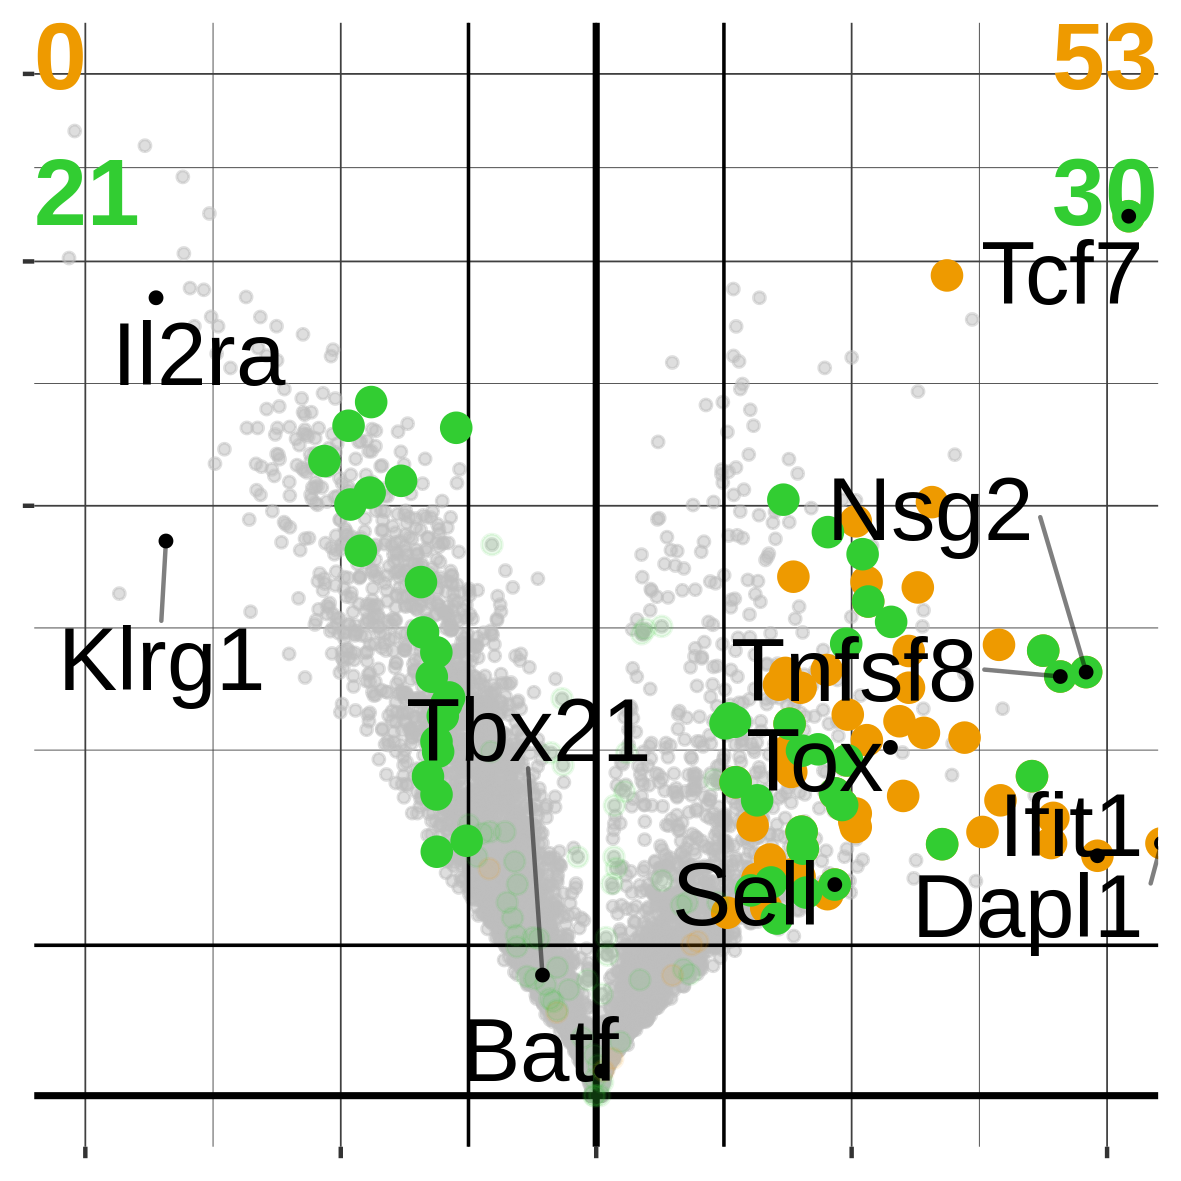 0
53
21
30
Tcf7
Il2ra
Nsg2
Klrg1
Tnfsf8
Tbx21
Tox
Ifit1
Sell
Dapl1
Batf